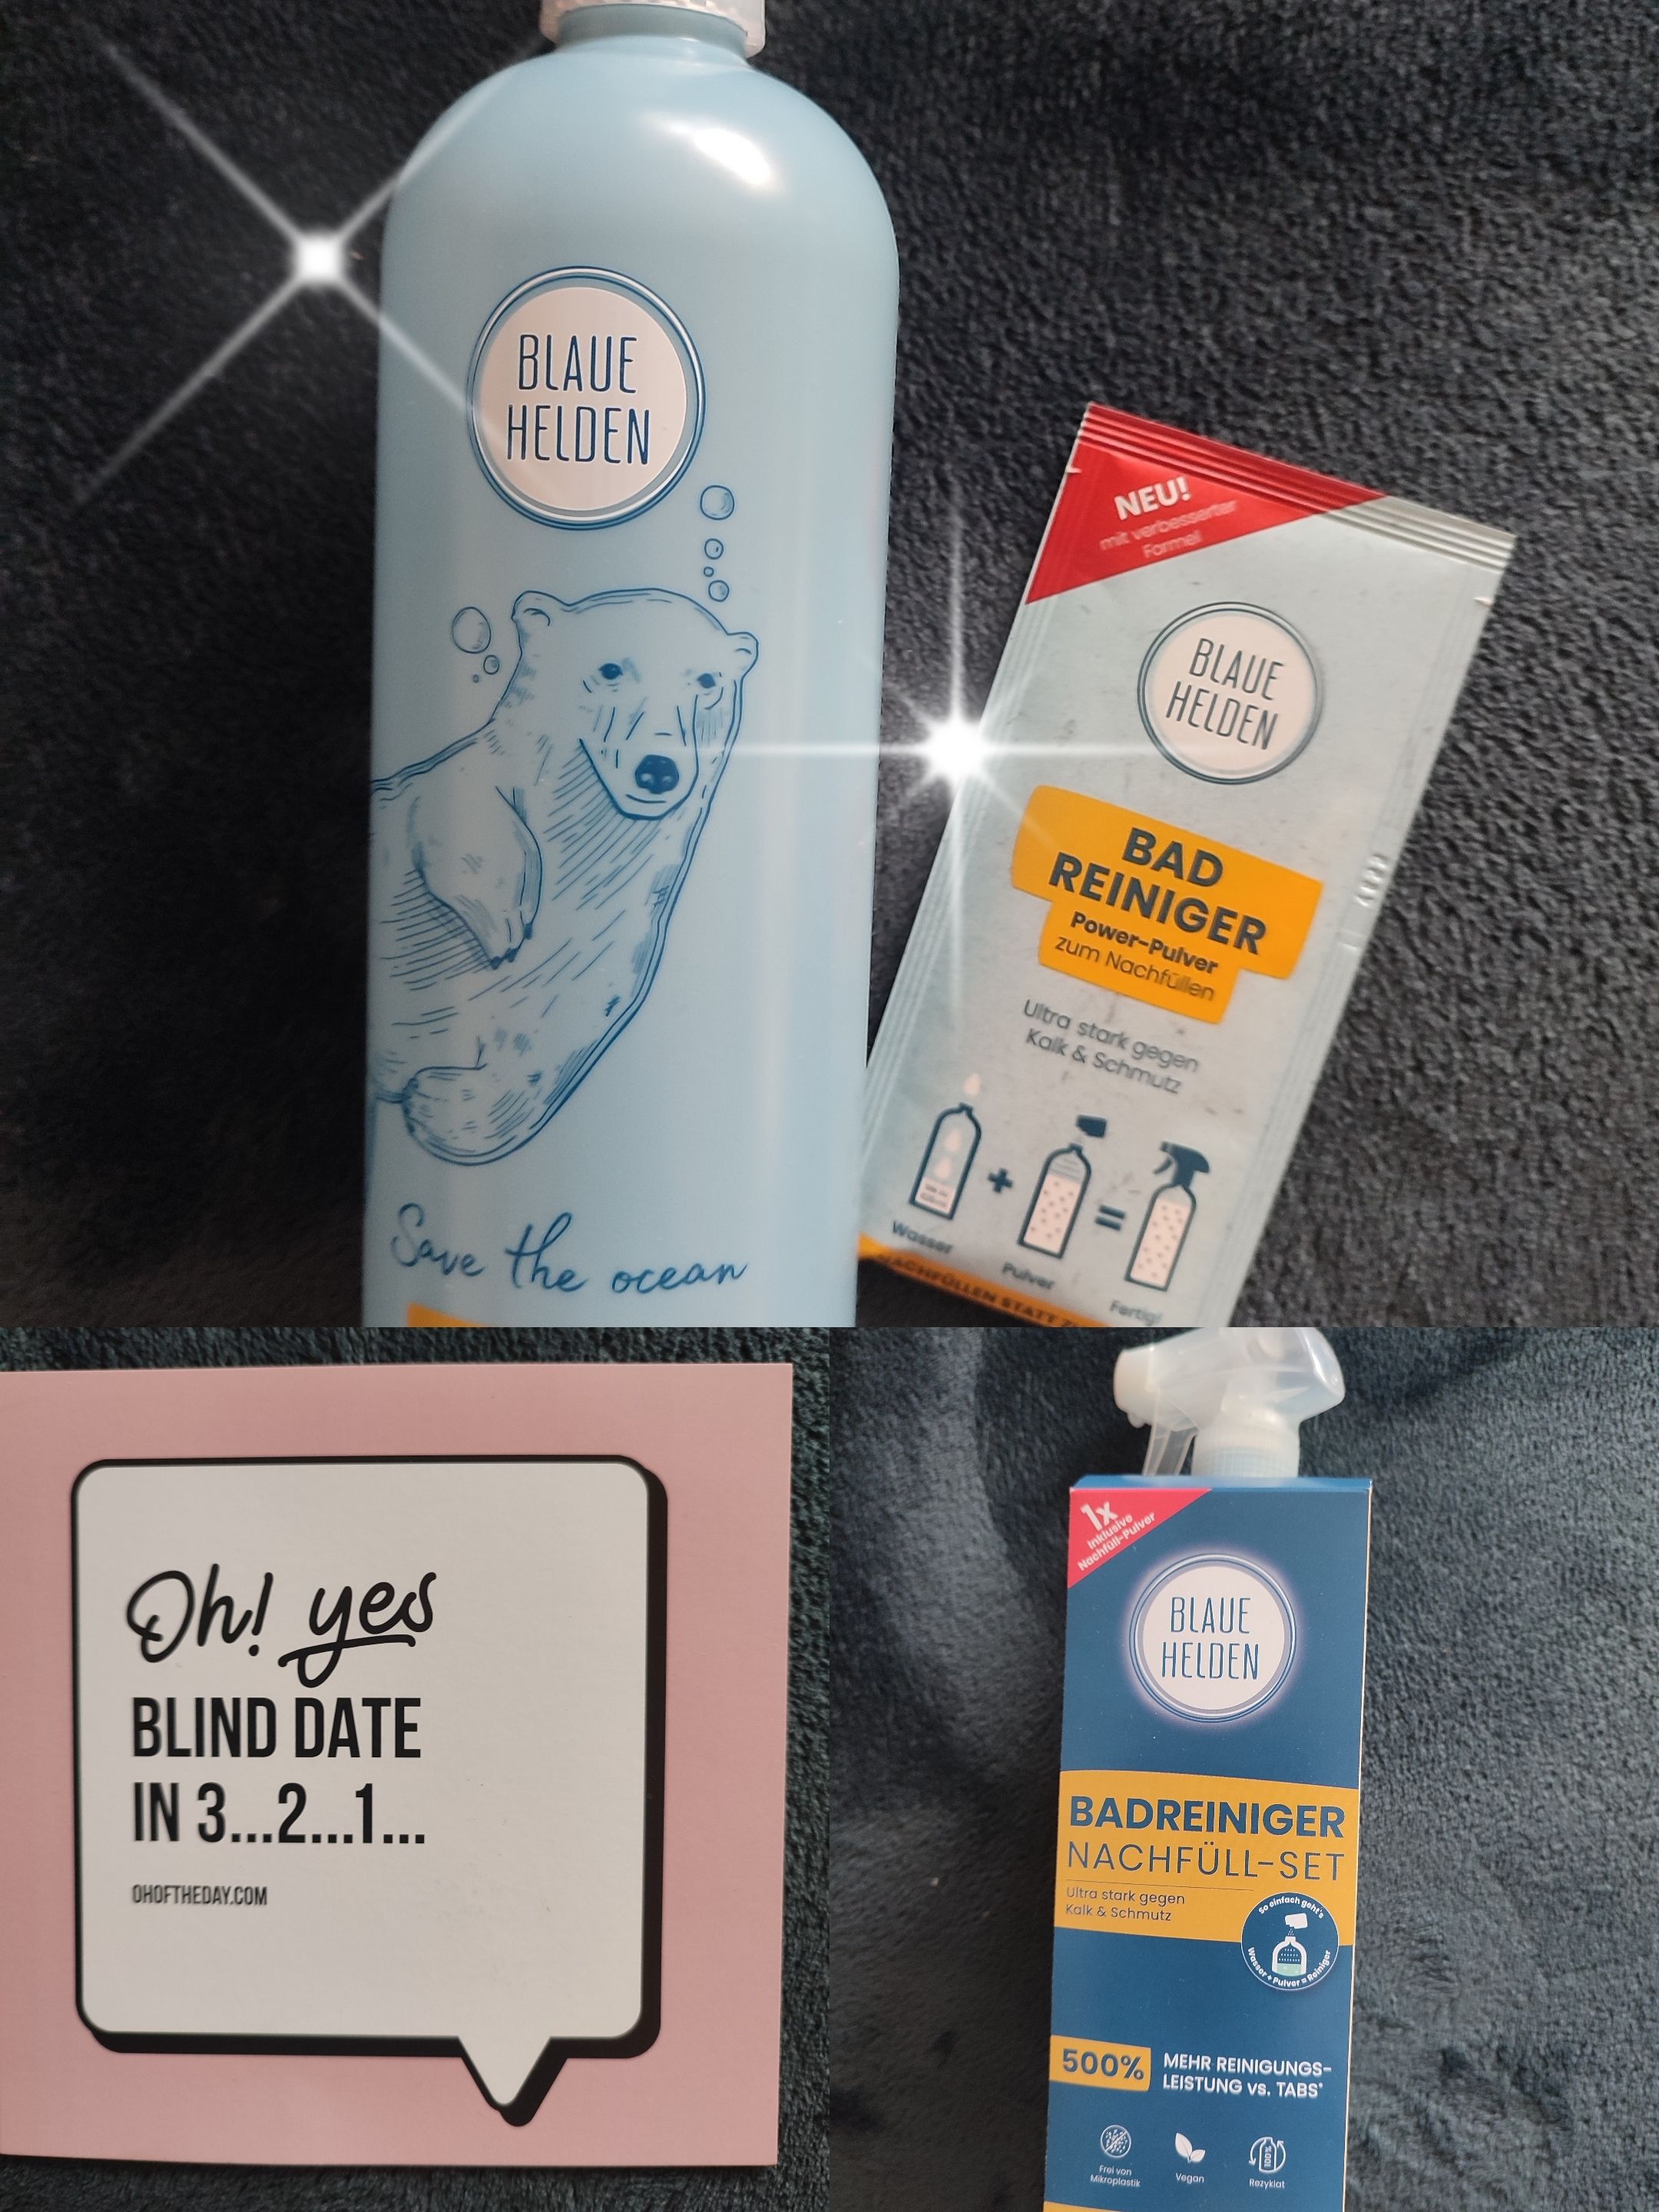 BLAUE
HELDEN
Save the ocean
NEU!
mit verbesserter
Formel
BLAUE
HELDEN
BAD
REINIGER
Power-Pulver
zum Nachfüllen
Ultra stark gegen
Kalk & Schmutz
Wasser
Pulver
Fertig!
NACHFÜLLEN STATT
Oh! yes
BLIND DATE
IN 3...2...1...
OHOFTHEDAY.COM
1x
Inklusive
Nachfüll-Pulver
BLAUE
HELDEN
BADREINIGER
NACHFÜLL-SET
Ultra stark gegen
Kalk & Schmutz
So einfach geht's
Wasser + Pulver = Reiniger
500% MEHR REINIGUNGS-
LEISTUNG vs. TABS*
Frei von
Mikroplastik
Vegan
Rezyklat